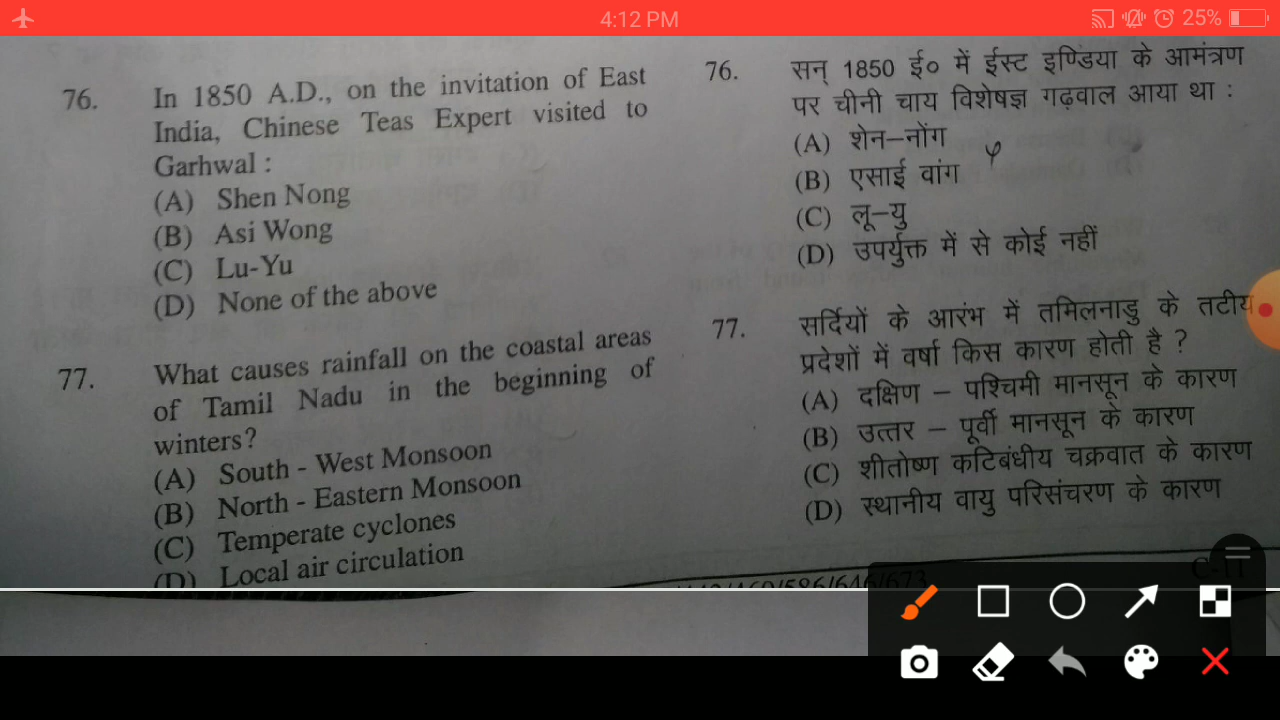 4:12 PM
25%
76. In 1850 A.D., on the invitation of East
India, Chinese Teas Expert visited to
Garhwal :
(A) Shen Nong
(B) Asi Wong
(C) Lu-Yu
(D) None of the above
77. What causes rainfall on the coastal areas
of Tamil Nadu in the beginning of
winters?
(A) South - West Monsoon
(B) North - Eastern Monsoon
(C) Temperate cyclones
(D) Local air circulation
76. सन् 1850 ई० में ईस्ट इण्डिया के आमंत्रण
पर चीनी चाय विशेषज्ञ गढ़वाल आया था :
(A) शेन–नोंग
(B) एसाई वांग
(C) लू–यु
(D) उपर्युक्त में से कोई नहीं
77. सर्दियों के आरंभ में तमिलनाडु के तटीय
प्रदेशों में वर्षा किस कारण होती है ?
(A) दक्षिण – पश्चिमी मानसून के कारण
(B) उत्तर – पूर्वी मानसून के कारण
(C) शीतोष्ण कटिबंधीय चक्रवात के कारण
(D) स्थानीय वायु परिसंचरण के कारण